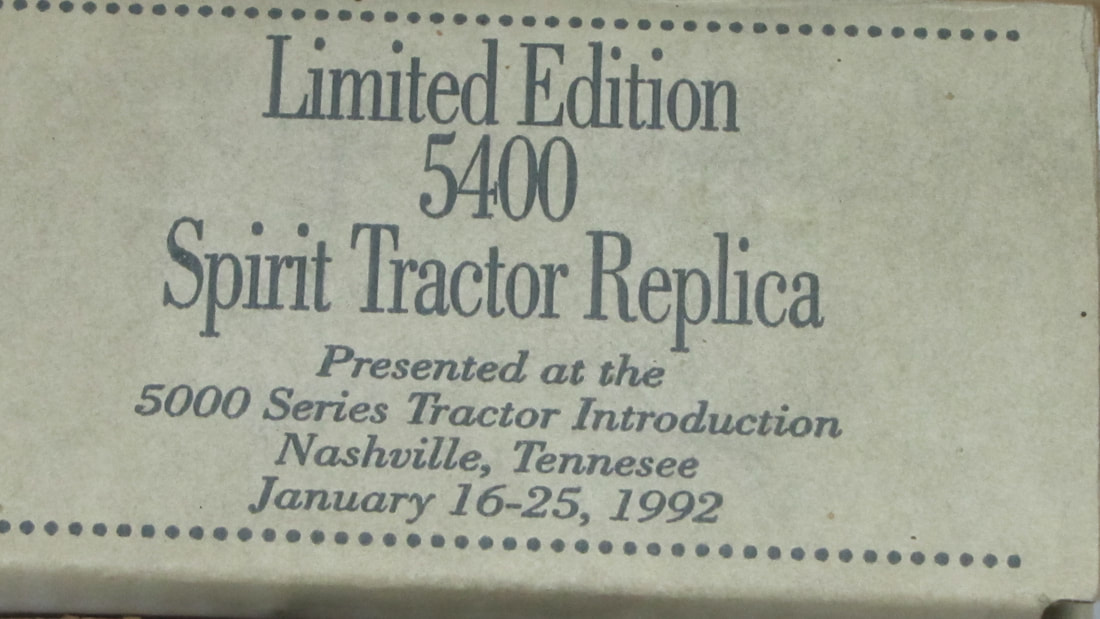 Limited Edition
5400
Spirit Tractor Replica
Presented at the
5000 Series Tractor Introduction
Nashville, Tennesee
January 16-25, 1992